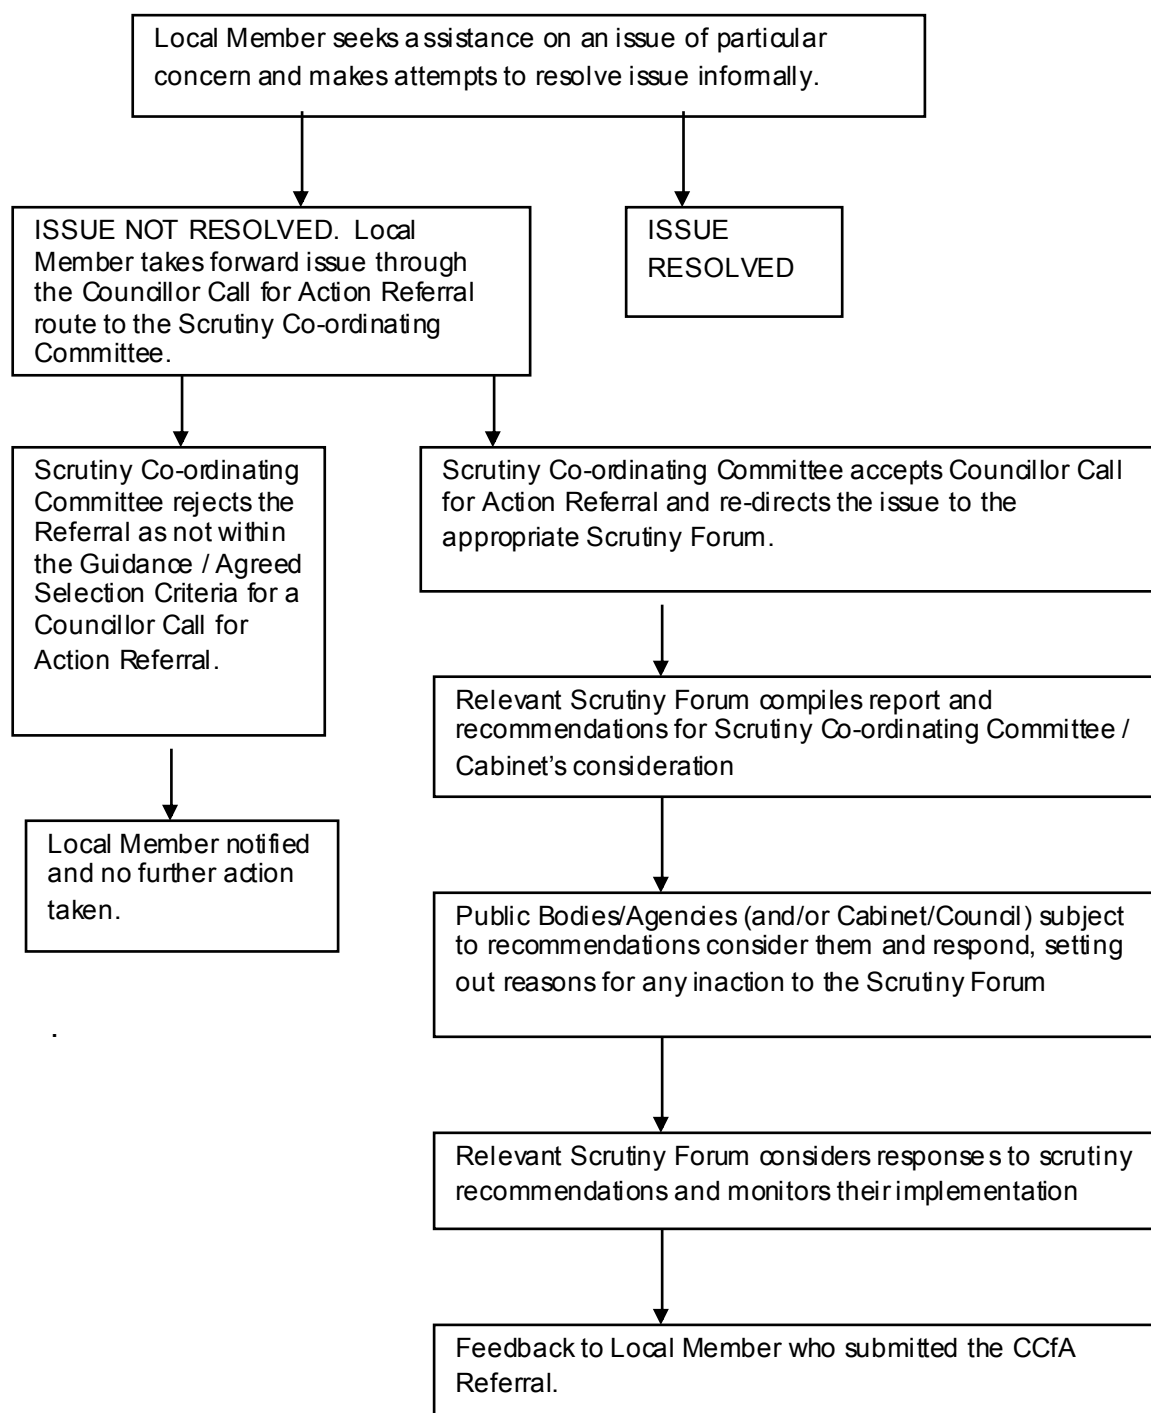 Local Member seeks assistance on an issue of particular
concern and makes attempts to resolve issue informally.
ISSUE NOT RESOLVED. Local
Member takes forward issue through
the Councillor Call for Action Referral
route to the Scrutiny Co-ordinating
Committee.
ISSUE
RESOLVED
Scrutiny Co-ordinating
Committee rejects the
Referral as not within
the Guidance / Agreed
Selection Criteria for a
Councillor Call for
Action Referral.
Scrutiny Co-ordinating Committee accepts Councillor Call
for Action Referral and re-directs the issue to the
appropriate Scrutiny Forum.
Relevant Scrutiny Forum compiles report and
recommendations for Scrutiny Co-ordinating Committee /
Cabinet's consideration
Local Member notified
and no further action
taken.
Public Bodies/Agencies (and/or Cabinet/Council) subject
to recommendations consider them and respond, setting
out reasons for any inaction to the Scrutiny Forum
.
Relevant Scrutiny Forum considers responses to scrutiny
recommendations and monitors their implementation
Feedback to Local Member who submitted the CCfA
Referral.